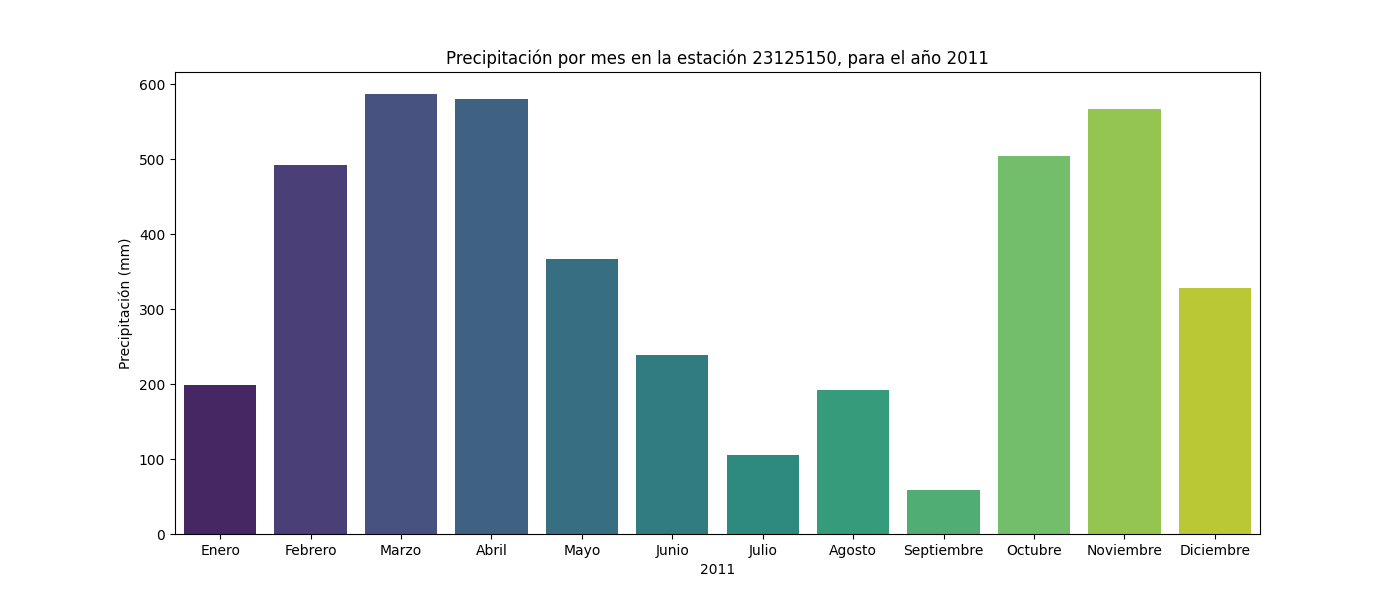 Precipitación por mes en la estación 23125150, para el año 2011
Precipitación (mm)
600
500
400
300
200
100
0
Enero Febrero Marzo Abril Mayo Junio Julio Agosto Septiembre Octubre Noviembre Diciembre
2011